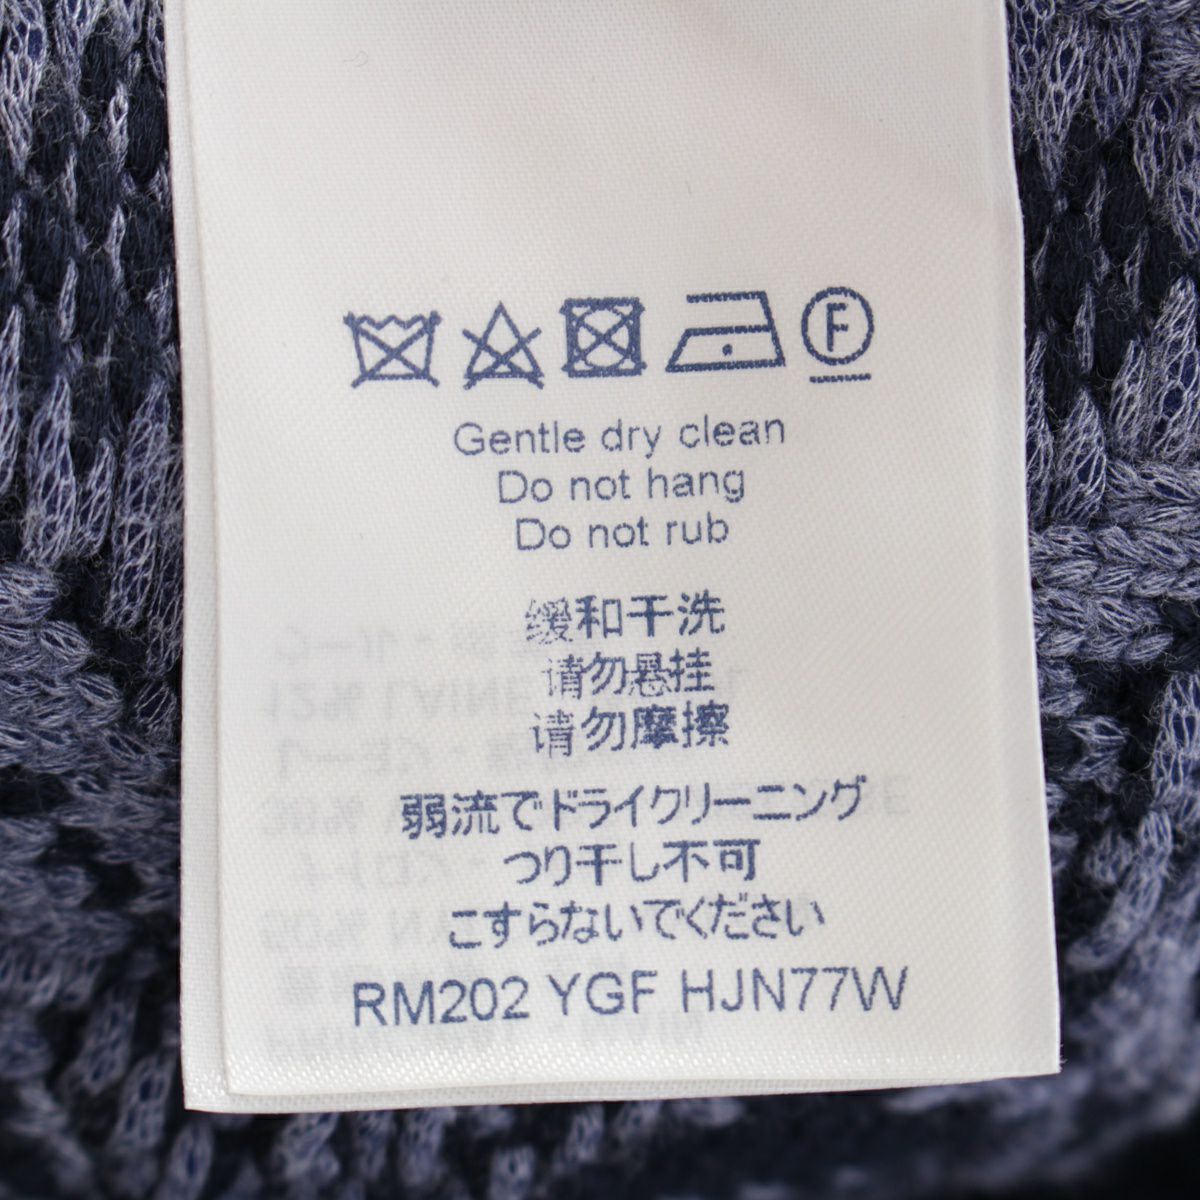 F
Gentle dry clean
Do not hang
Do not rub
缓和干洗
请勿悬挂
请勿摩擦
弱流でドライクリーニング
つり干し不可
こすらないでください
RM202 YGF HJN77W